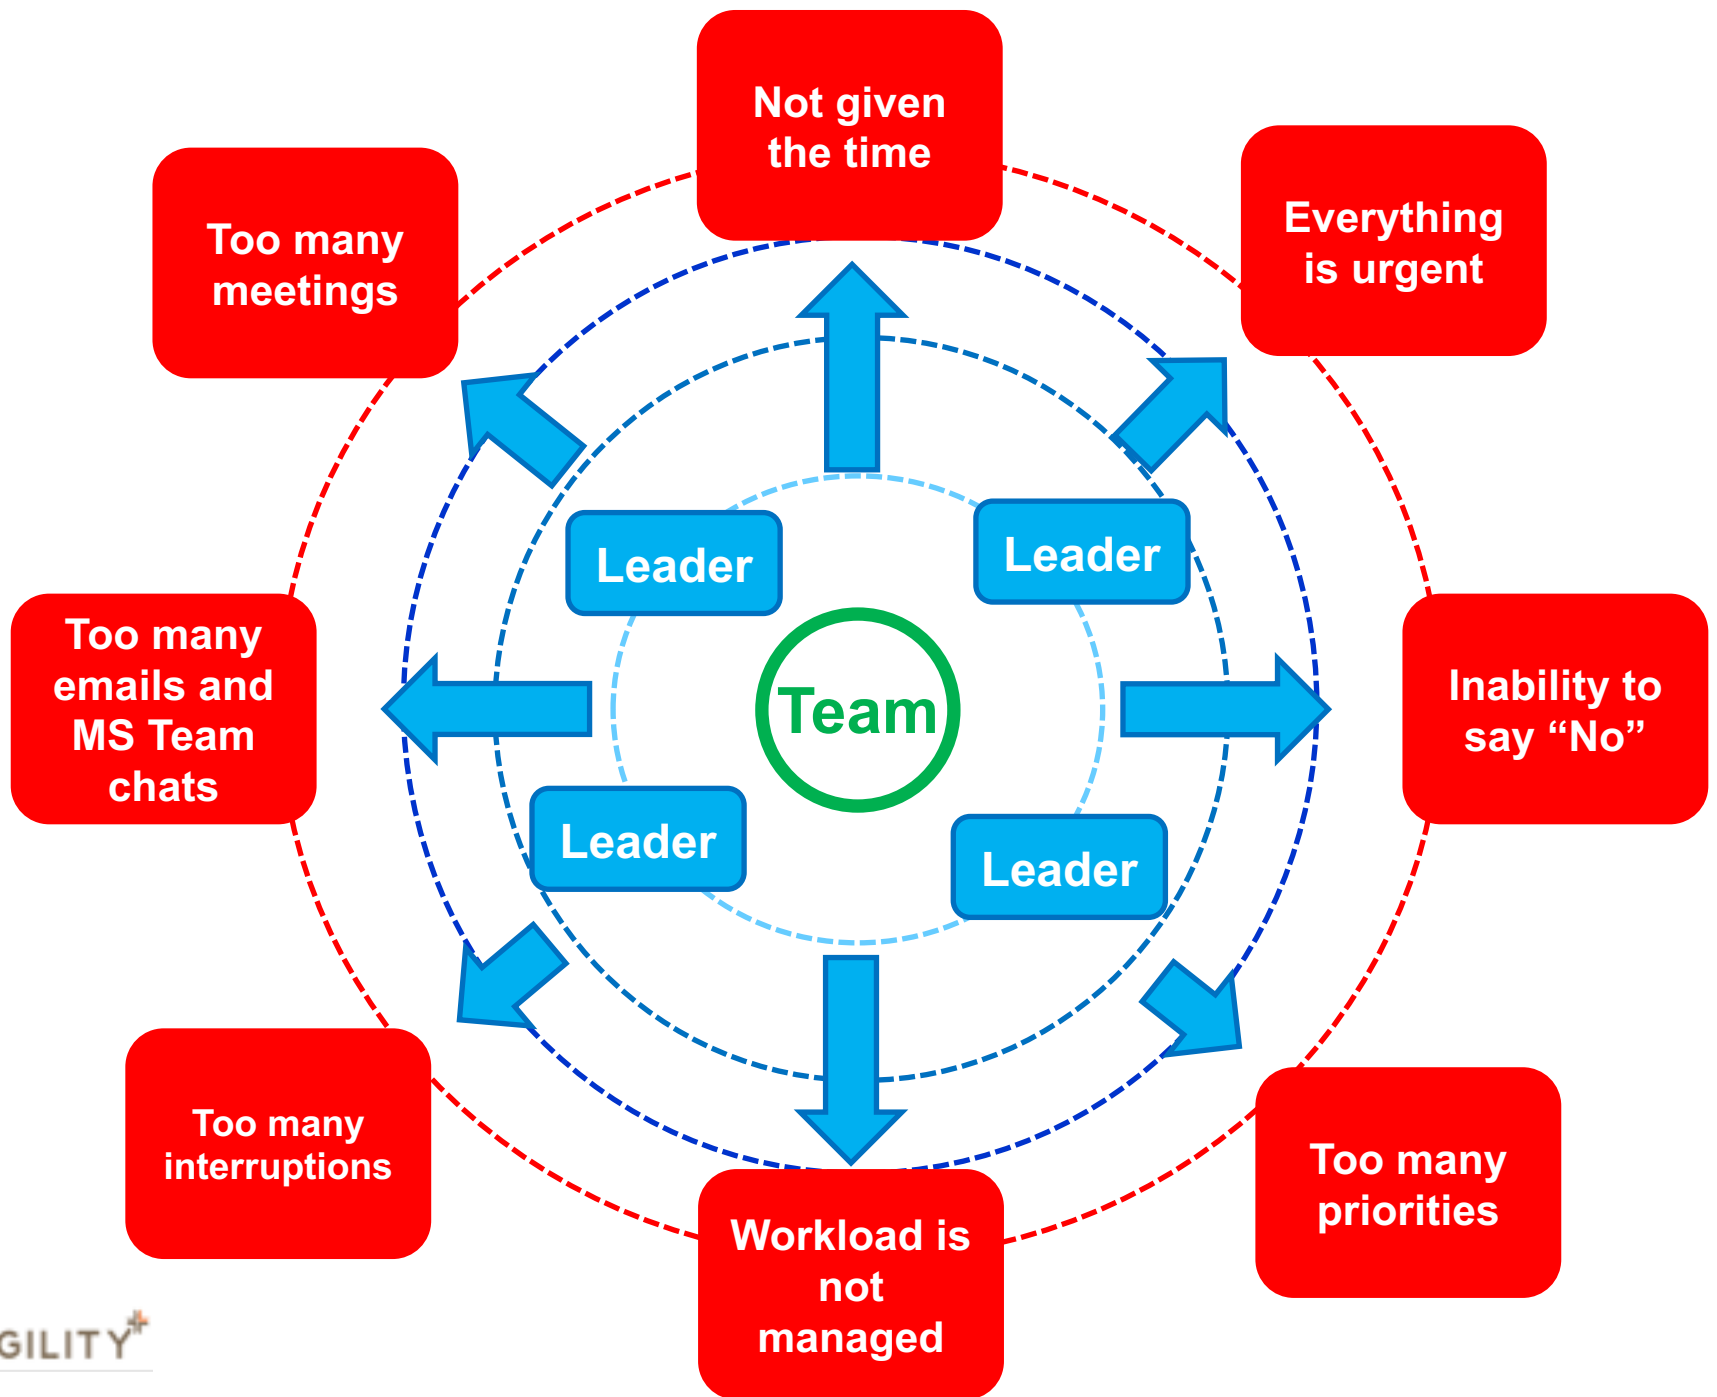 Not given
the time
Everything
is urgent
Too many
meetings
Leader
Leader
Too many
emails and
MS Team
chats
Team
Inability to
say “No”
Leader
Leader
Too many
interruptions
Too many
priorities
Workload is
not
managed
GILITY